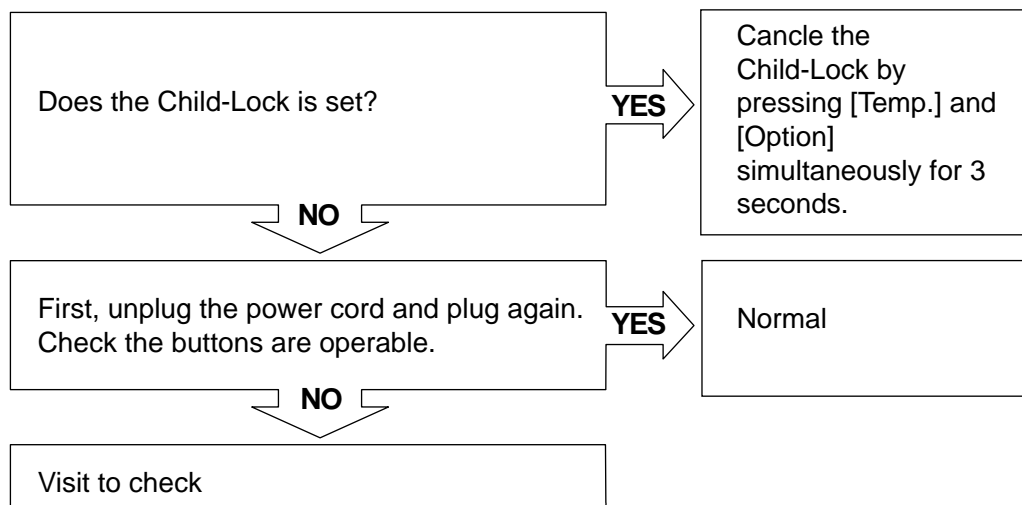 Does the Child-Lock is set?
YES
Cancle the
Child-Lock by
pressing [Temp.] and
[Option]
simultaneously for 3
seconds.
NO
First, unplug the power cord and plug again.
Check the buttons are operable.
YES
Normal
NO
Visit to check